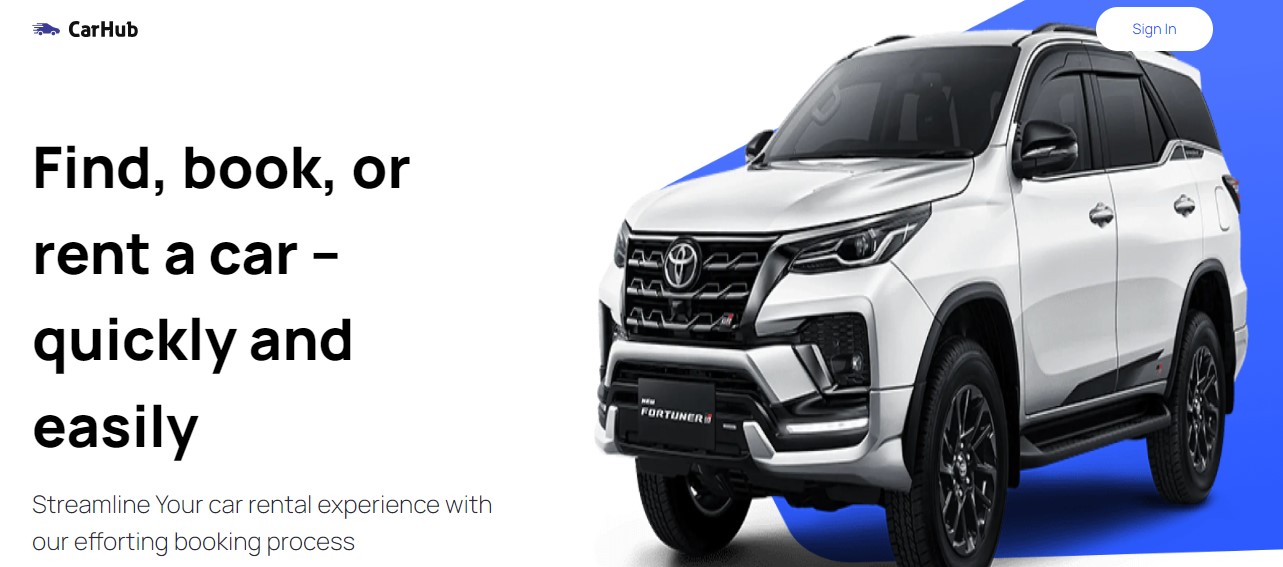 CarHub
Sign In
Find, book, or
rent a car –
quickly and
easily
Streamline Your car rental experience with
our efforting booking process
NEW
FORTUNER